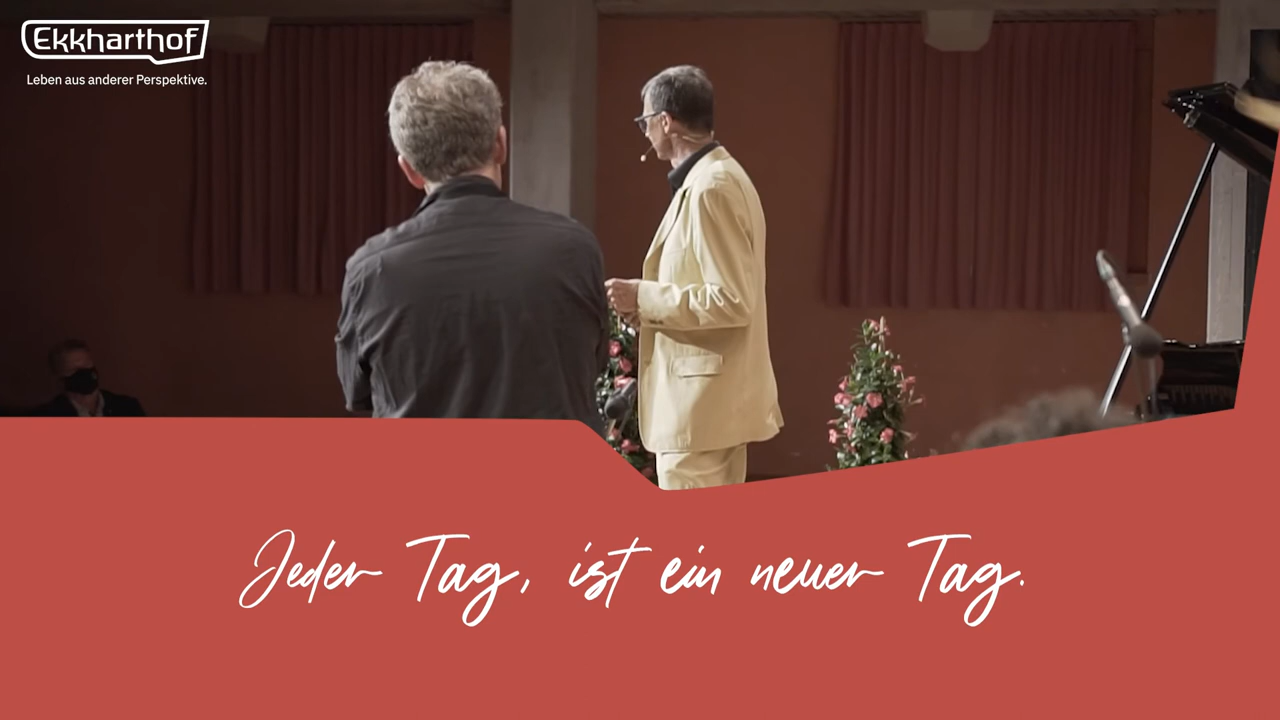 Ekkharthof
Leben aus anderer Perspektive.
Jeder Tag, ist ein neuer Tag.